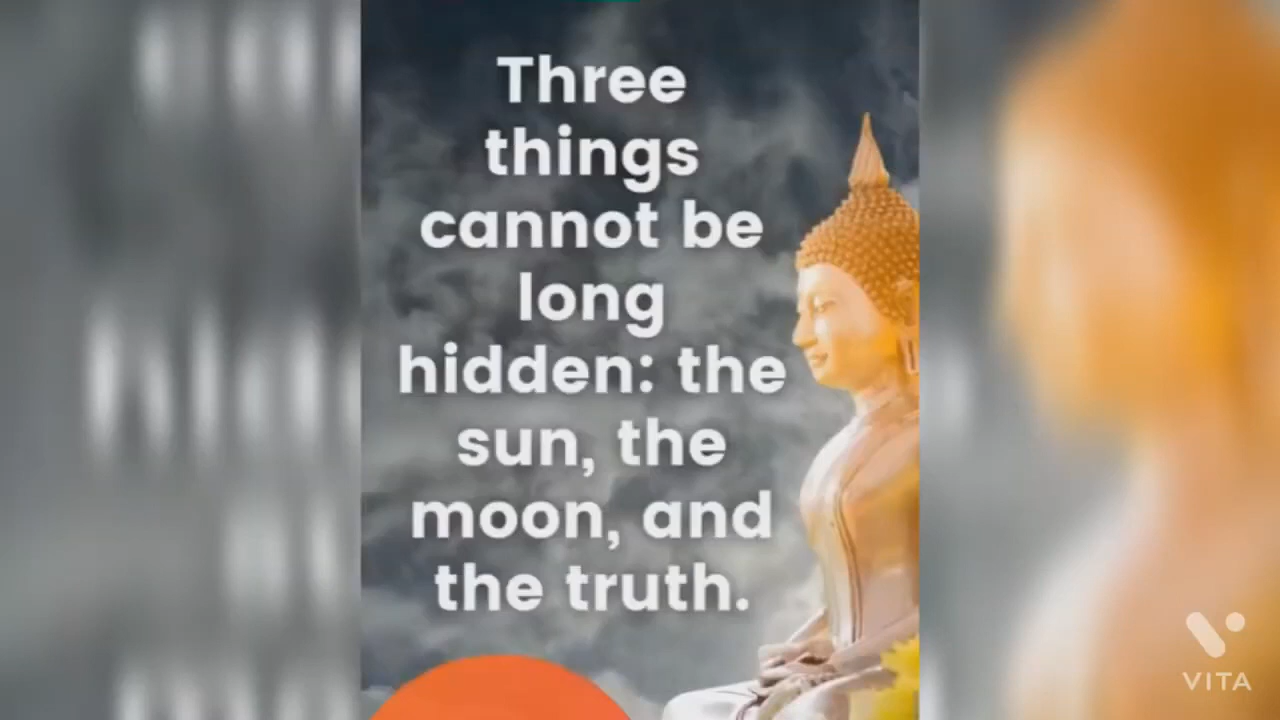 Three
things
cannot be
long
hidden: the
sun, the
moon, and
the truth.
VITA